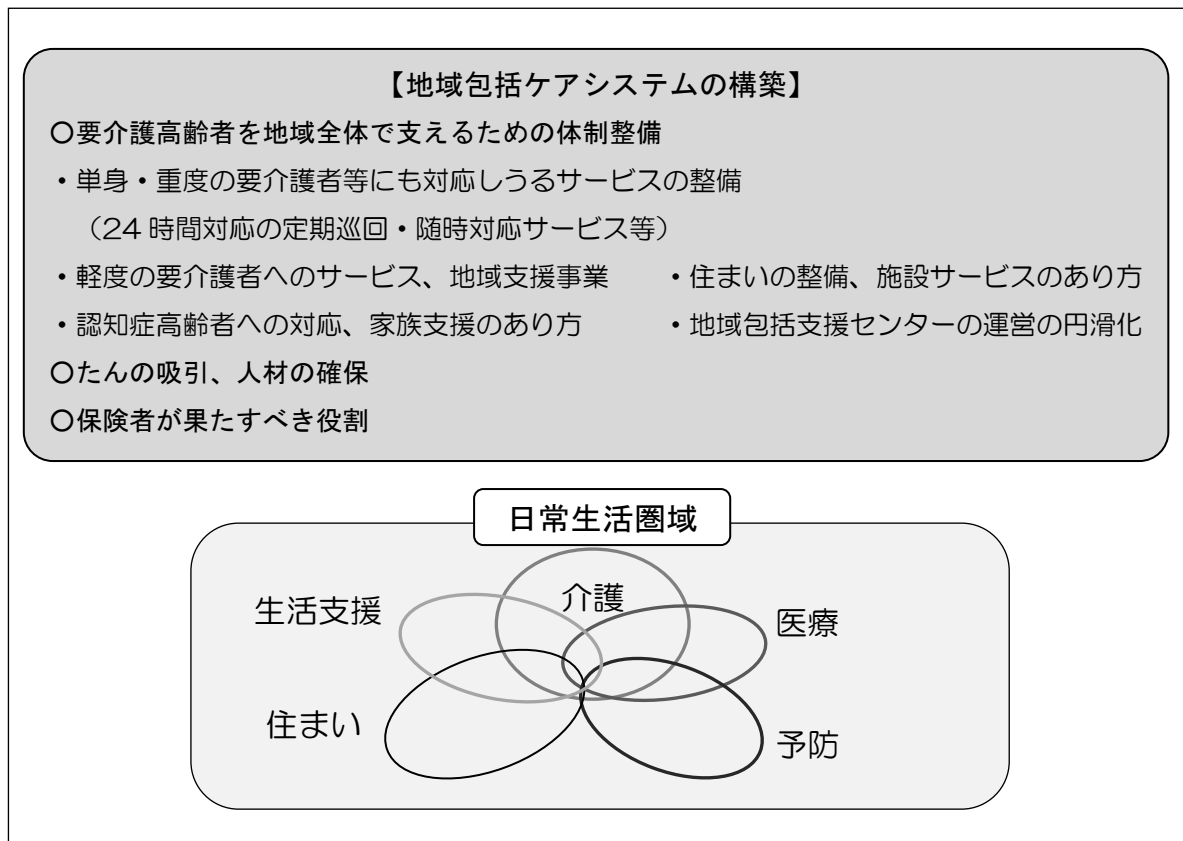 【地域包括ケアシステムの構築】
〇要介護高齢者を地域全体で支えるための体制整備
・単身・重度の要介護者等にも対応しうるサービスの整備
（24 時間対応の定期巡回・随時対応サービス等）
・軽度の要介護者へのサービス、地域支援事業　・住まいの整備、施設サービスのあり方
・認知症高齢者への対応、家族支援のあり方　・地域包括支援センターの運営の円滑化
〇たんの吸引、人材の確保
〇保険者が果たすべき役割
日常生活圏域
介護
生活支援
医療
住まい
予防